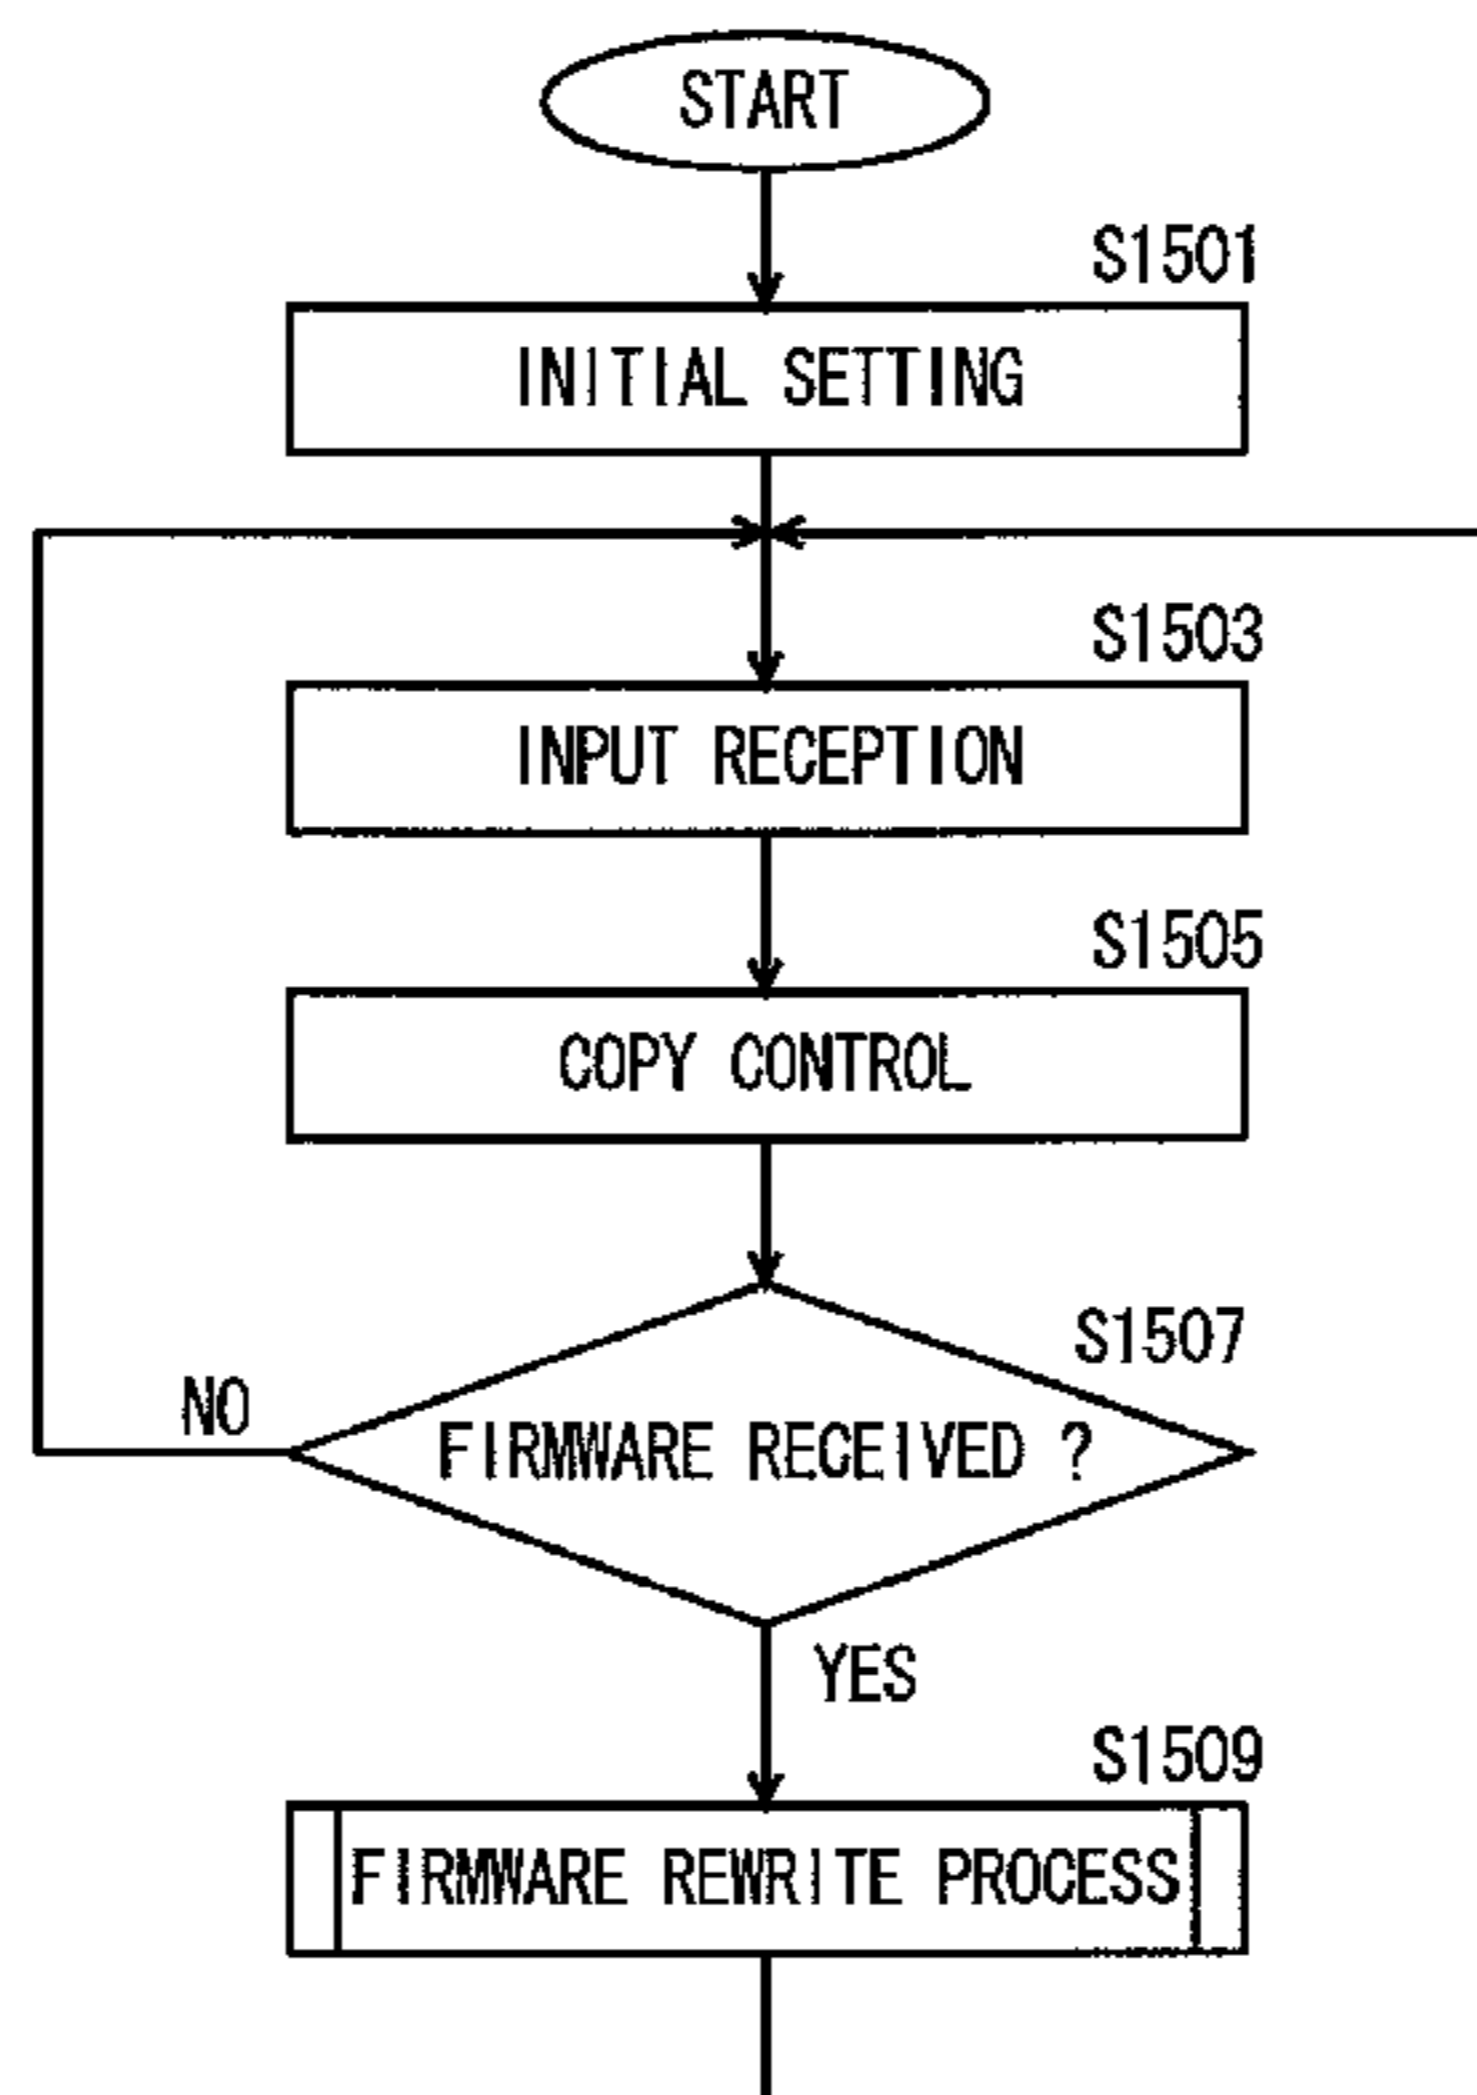 START
S1501
INITIAL SETTING
S1503
INPUT RECEPTION
S1505
COPY CONTROL
S1507
NO
FIRMWARE RECEIVED ?
YES
S1509
FIRMWARE REWRITE PROCESS